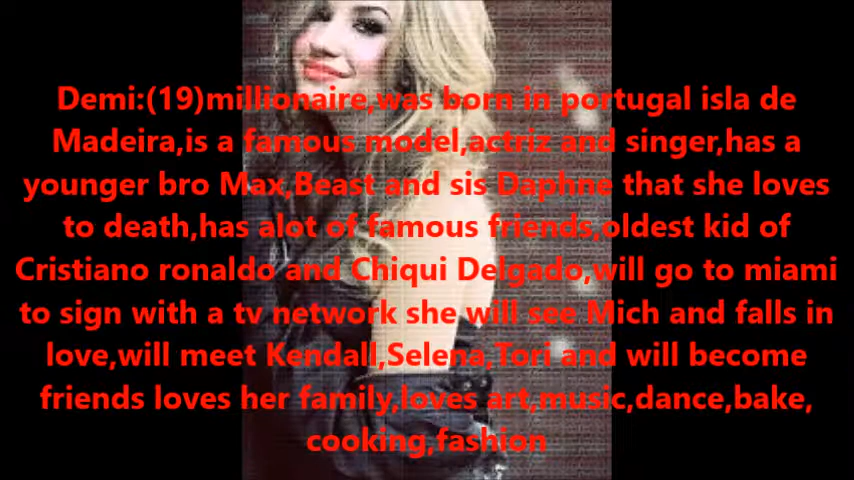 Demi:(19)millionaire,was born in portugal isla de
Madeira,is a famous model,actriz and singer,has a
younger bro Max,Beast and sis Daphne that she loves
to death,has alot of famous friends,oldest kid of
Cristiano ronaldo and Chiqui Delgado,will go to miami
to sign with a tv network she will see Mich and falls in
love,will meet Kendall,Selena,Tori and will become
friends loves her family,loves art,music,dance,bake,
cooking,fashion